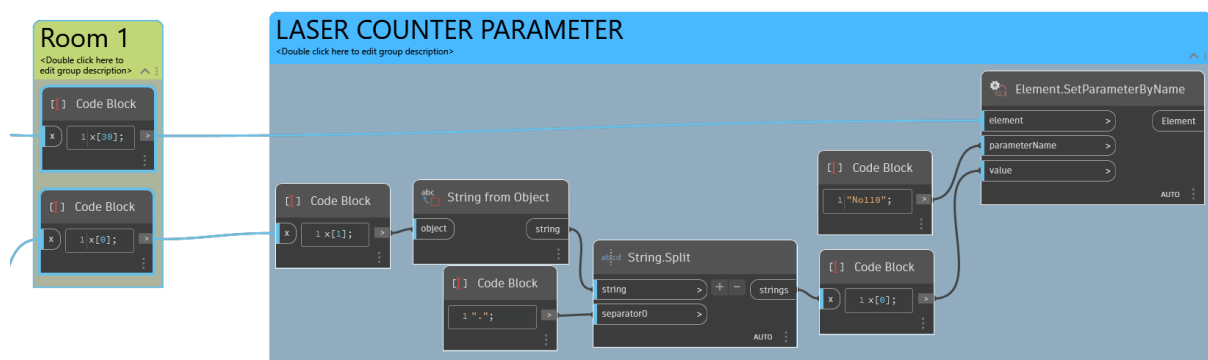 Room 1
<Double click here to
edit group description>
[ ] Code Block
x
1 x[30];
>
[ ] Code Block
x
1 x[0];
>
LASER COUNTER PARAMETER
<Double click here to edit group description>
[ ] Code Block
x
1 x[1];
>
abc
String from Object
object
string
[ ] Code Block
1 ".";
>
ab|cd
String.Split
string >
+ -
strings
separator0 >
AUTO
[ ] Code Block
1 "No110";
>
[ ] Code Block
x
1 x[0];
>
Element.SetParameterByName
element >
Element
parameterName >
value >
AUTO